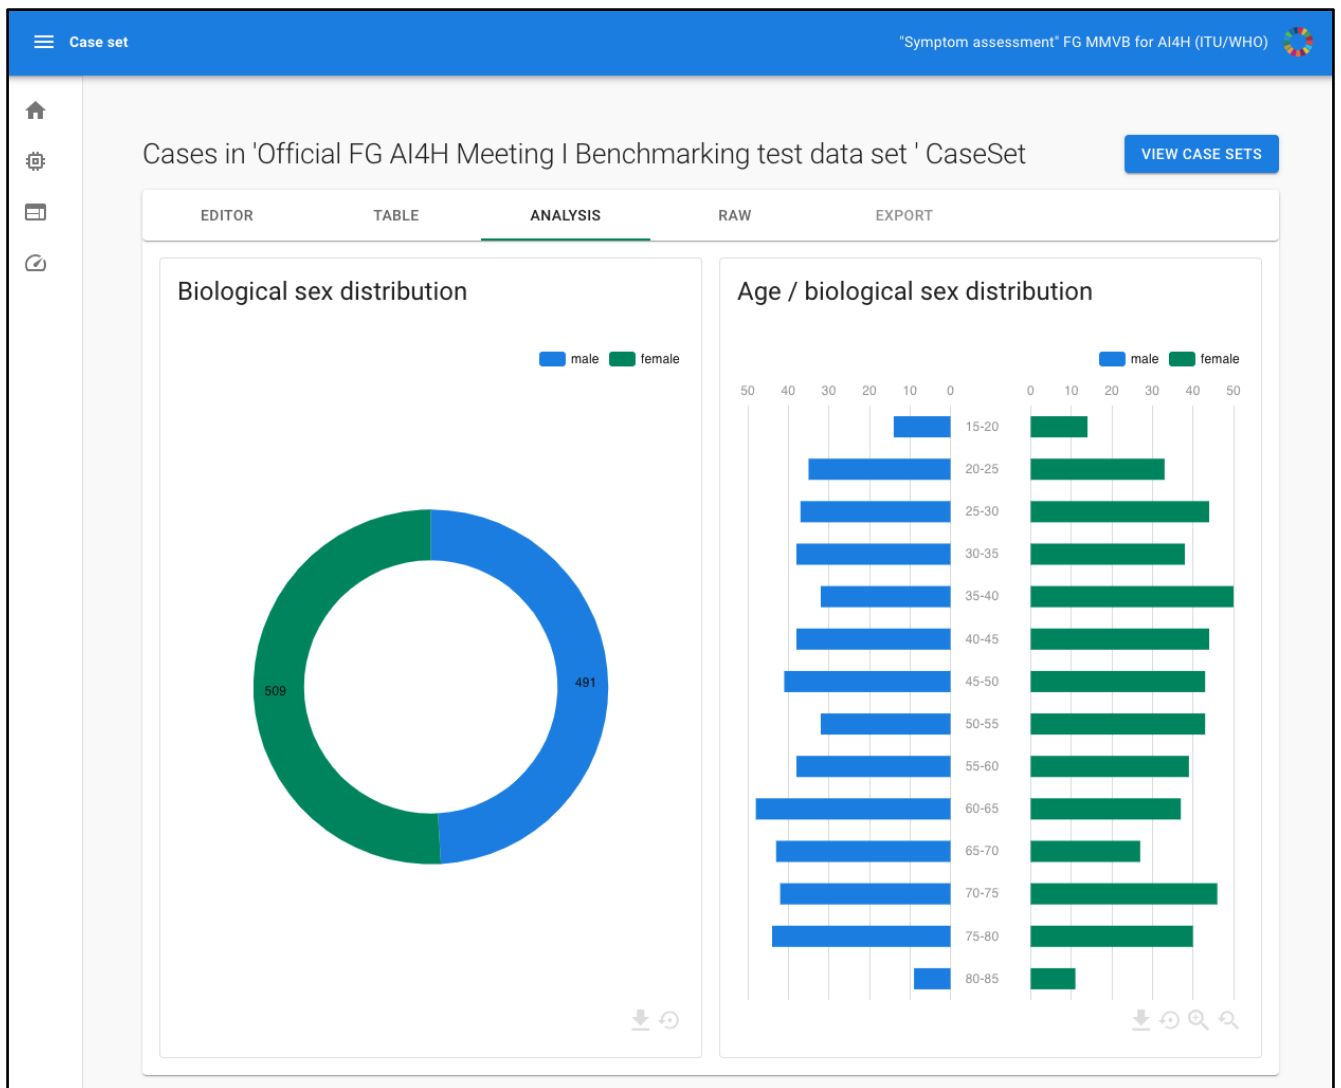 Case set
"Symptom assessment" FG MMVB for AI4H (ITU/WHO)
Cases in 'Official FG AI4H Meeting I Benchmarking test data set ' CaseSet
VIEW CASE SETS
EDITOR TABLE ANALYSIS RAW EXPORT
Biological sex distribution
male female
509
491
Age / biological sex distribution
male female
50 40 30 20 10 0 0 10 20 30 40 50
15-20
20-25
25-30
30-35
35-40
40-45
45-50
50-55
55-60
60-65
65-70
70-75
75-80
80-85